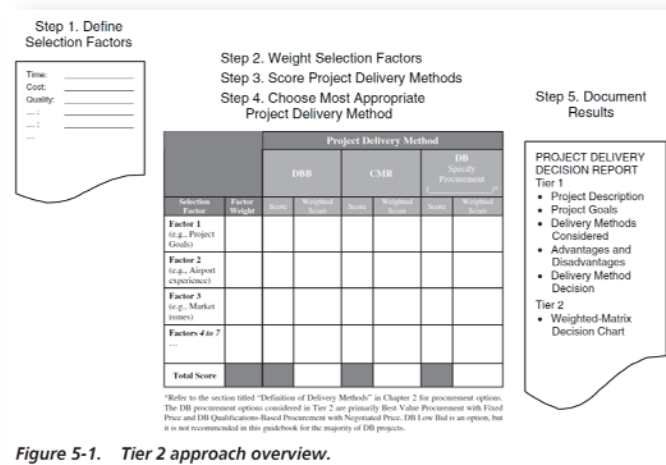 Step 1. Define
Selection Factors
Time:
Cost:
Quality:
... :
... :
...
Step 2. Weight Selection Factors
Step 3. Score Project Delivery Methods
Step 4. Choose Most Appropriate
Project Delivery Method
Project Delivery Method
DBB
CMR
DB
Specify
Procurement
(__________)*
Selection
Factor
Factor
Weight
Score
Weighted
Score
Score
Weighted
Score
Score
Weighted
Score
Factor 1
(e.g., Project
Goals)
Factor 2
(e.g., Airport
experience)
Factor 3
(e.g., Market
issues)
Factors 4 to 7
....
Total Score
Step 5. Document
Results
PROJECT DELIVERY
DECISION REPORT
Tier 1
• Project Description
• Project Goals
• Delivery Methods
Considered
• Advantages and
Disadvantages
• Delivery Method
Decision
Tier 2
• Weighted-Matrix
Decision Chart
*Refer to the section titled "Definition of Delivery Methods" in Chapter 2 for procurement options.
The DB procurement options considered in Tier 2 are primarily Best Value Procurement with Fixed
Price and DB Qualifications-Based Procurement with Negotiated Price. DB Low Bid is an option, but
it is not recommended in this guidebook for the majority of DB projects.
Figure 5-1. Tier 2 approach overview.